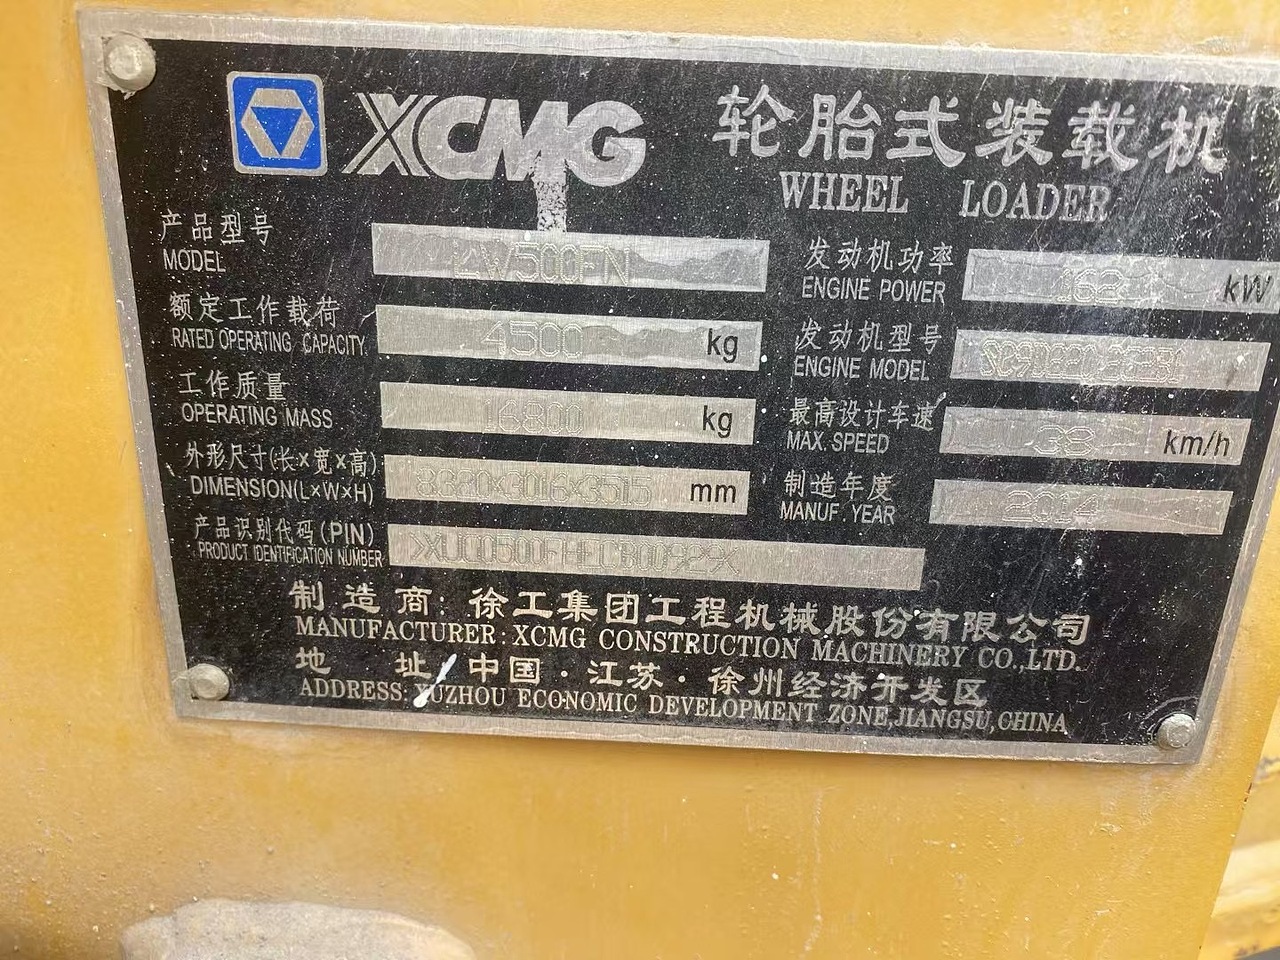 XCMG
轮胎式装载机
WHEEL LOADER
产品型号
MODEL
LW500FN
额定工作载荷
RATED OPERATING CAPACITY
4500 kg
工作质量
OPERATING MASS
16800 kg
外形尺寸(长×宽×高)
DIMENSION(L×W×H)
8320×3016×3515 mm
产品识别代码(PIN)
PRODUCT IDENTIFICATION NUMBER
发动机功率
ENGINE POWER
162 kW
发动机型号
ENGINE MODEL
最高设计车速
MAX. SPEED
38 km/h
制造年度
MANUF. YEAR
2014
制造商: 徐工集团工程机械股份有限公司
MANUFACTURER: XCMG CONSTRUCTION MACHINERY CO.,LTD.
地 址: 中国·江苏·徐州经济开发区
ADDRESS: XUZHOU ECONOMIC DEVELOPMENT ZONE,JIANGSU,CHINA